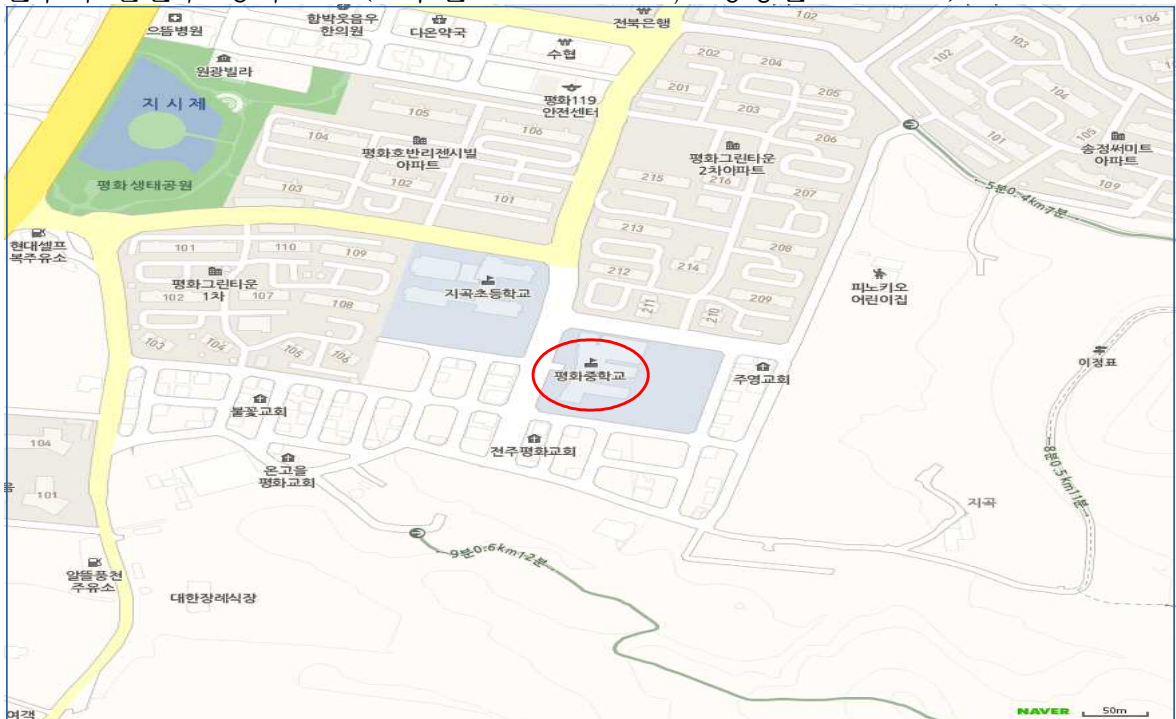 으뜸병원
함박웃음우
한의원
다온약국
전북은행
수협
원광빌라
지시제
평화생태공원
평화119
안전센터
105
104
106
평화호반리젠시빌
아파트
103
102
101
202
204
201
203
205
206
평화그린타운
2차아파트
215
216
207
213
208
212
214
211
210
209
102
106
102
103
104
101
105
송정써미트
아파트
109
5분0.4km7분
현대셀프
복주유소
101
110
109
평화그린타운
1차
102
107
108
103
104
105
106
지곡초등학교
피노키오
어린이집
평화중학교
주영교회
이정표
불꽃교회
전주평화교회
온고을
평화교회
104
101
8분0.5km11분
지곡
9분0.6km12분
알뜰풍천
주유소
대한장례식장
여객
NAVER
50m